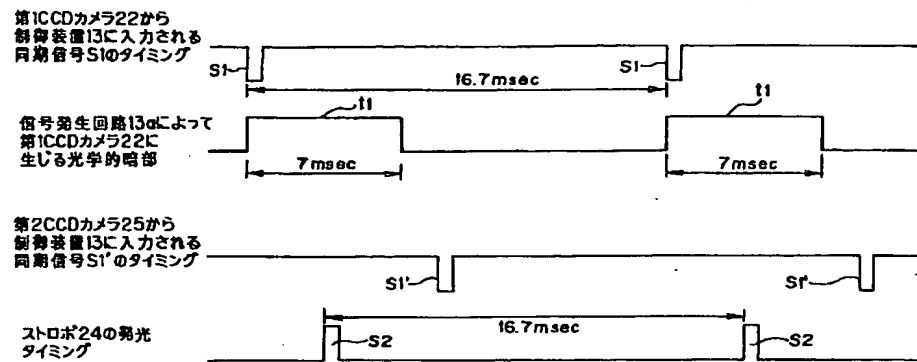 第1CCDカメラ22から
制御装置13に入力される
同期信号S1のタイミング
S1
S1
16.7msec
信号発生回路13aによって
第1CCDカメラ22に
生じる光学的暗部
t1
t1
7msec
7msec
第2CCDカメラ25から
制御装置13に入力される
同期信号S1'のタイミング
S1'
S1'
ストロボ24の発光
タイミング
16.7msec
S2
S2